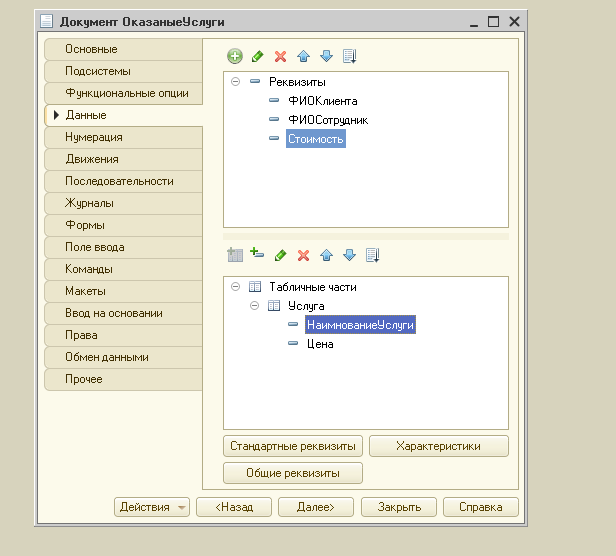 Документ ОказаныеУслуги
Основные
Подсистемы
Функциональные опции
Данные
Нумерация
Движения
Последовательности
Журналы
Формы
Поле ввода
Команды
Макеты
Ввод на основании
Права
Обмен данными
Прочее
Реквизиты
ФИОКлиента
ФИОСотрудник
Стоимость
Табличные части
Услуга
НаимнованиеУслуги
Цена
Стандартные реквизиты
Характеристики
Общие реквизиты
Действия
<Назад
Далее>
Закрыть
Справка